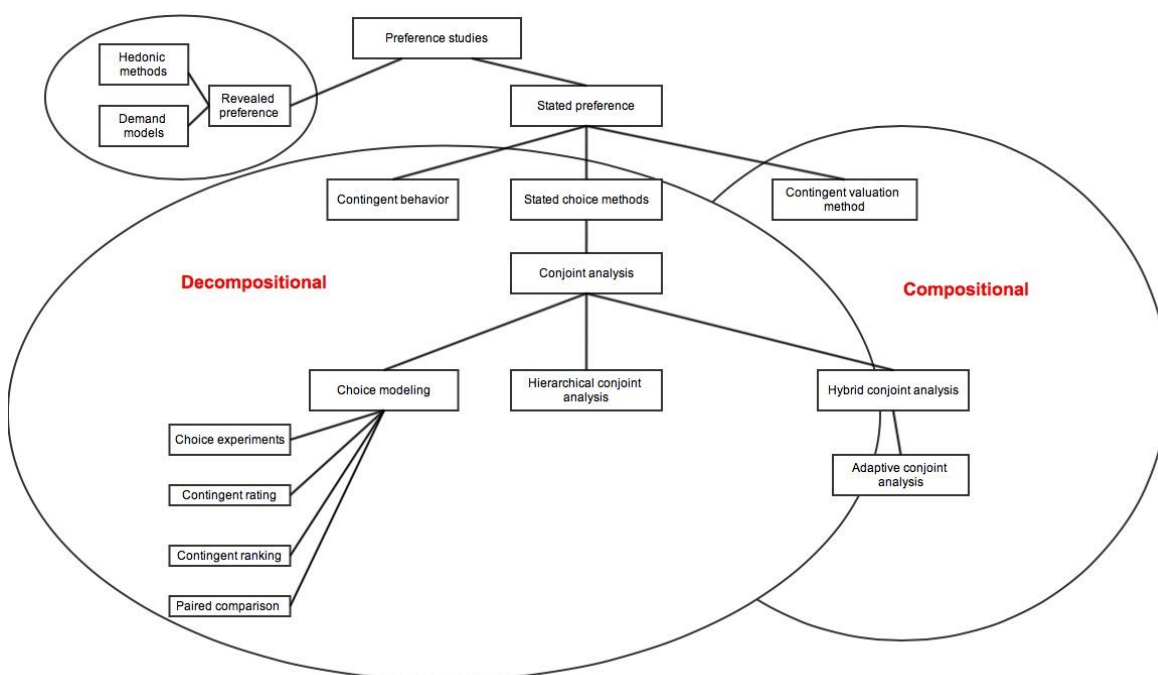 Preference studies
Hedonic
methods
Revealed
preference
Demand
models
Stated preference
Contingent behavior
Stated choice methods
Contingent valuation
method
Decompositional
Conjoint analysis
Compositional
Choice modeling
Hierarchical conjoint
analysis
Hybrid conjoint analysis
Choice experiments
Adaptive conjoint
analysis
Contingent rating
Contingent ranking
Paired comparison